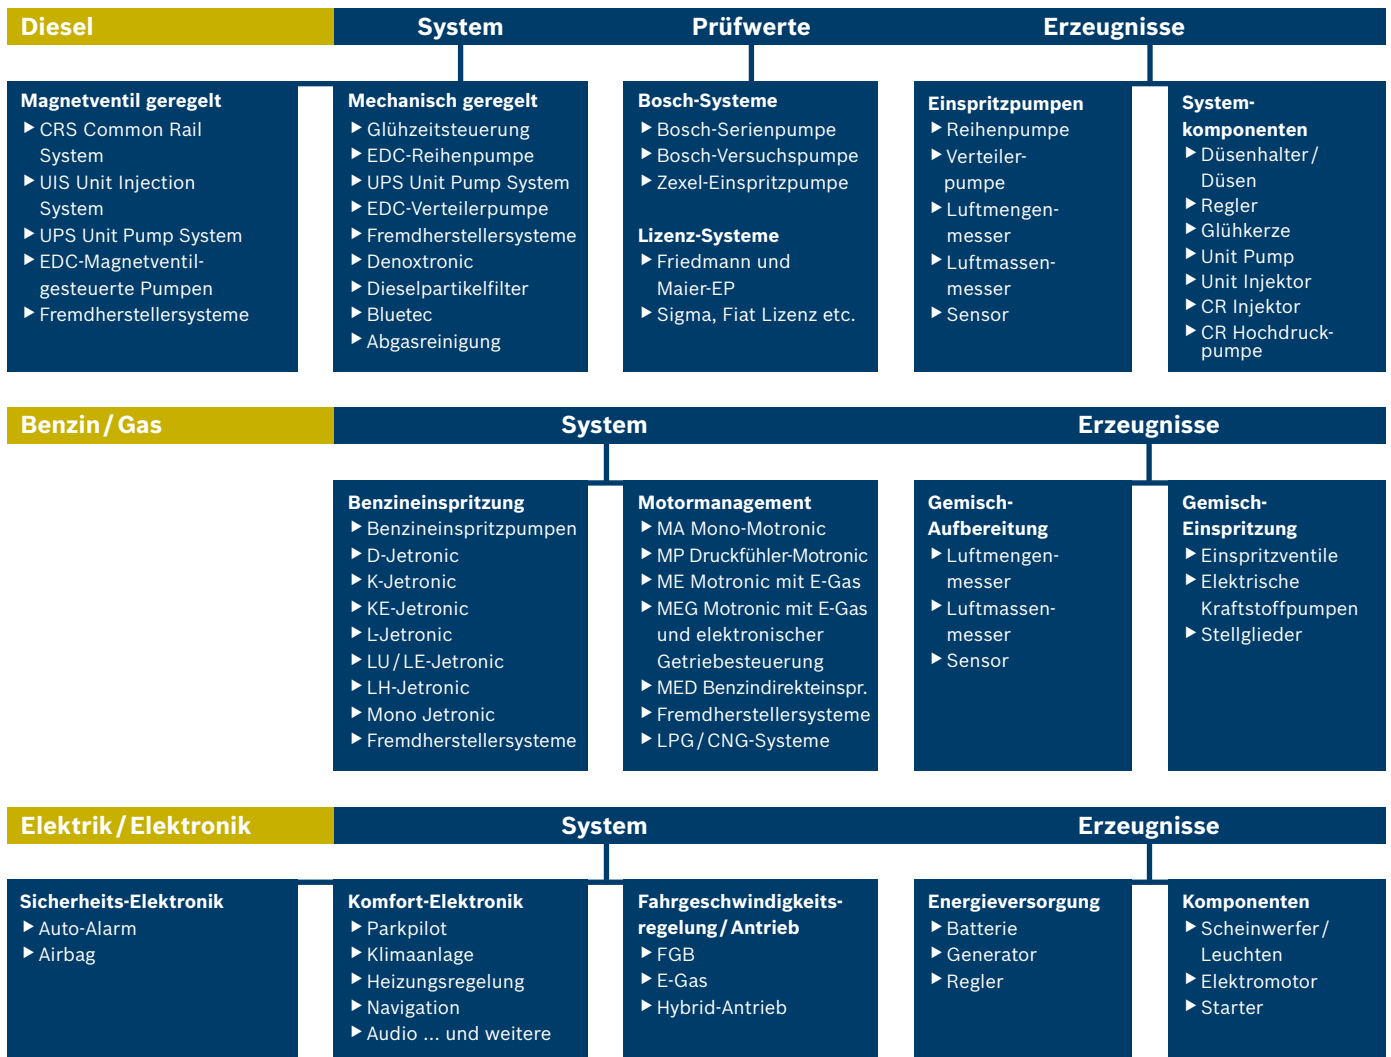 Diesel
System
Prüfwerte
Erzeugnisse
Magnetventil geregelt
▶ CRS Common Rail
System
▶ UIS Unit Injection
System
▶ UPS Unit Pump System
▶ EDC-Magnetventil-
gesteuerte Pumpen
▶ Fremdherstellersysteme
Mechanisch geregelt
▶ Glühzeitsteuerung
▶ EDC-Reihenpumpe
▶ UPS Unit Pump System
▶ EDC-Verteilerpumpe
▶ Fremdherstellersysteme
▶ Denoxtronic
▶ Dieselpartikelfilter
▶ Bluetec
▶ Abgasreinigung
Bosch-Systeme
▶ Bosch-Serienpumpe
▶ Bosch-Versuchspumpe
▶ Zexel-Einspritzpumpe
Lizenz-Systeme
▶ Friedmann und
Maier-EP
▶ Sigma, Fiat Lizenz etc.
Einspritzpumpen
▶ Reihenpumpe
▶ Verteiler-
pumpe
▶ Luftmengen-
messer
▶ Luftmassen-
messer
▶ Sensor
System-
komponenten
▶ Düsenhalter/
Düsen
▶ Regler
▶ Glühkerze
▶ Unit Pump
▶ Unit Injektor
▶ CR Injektor
▶ CR Hochdruck-
pumpe
Benzin/Gas
System
Erzeugnisse
Benzineinspritzung
▶ Benzineinspritzpumpen
▶ D-Jetronic
▶ K-Jetronic
▶ KE-Jetronic
▶ L-Jetronic
▶ LU/LE-Jetronic
▶ LH-Jetronic
▶ Mono Jetronic
▶ Fremdherstellersysteme
Motormanagement
▶ MA Mono-Motronic
▶ MP Druckfühler-Motronic
▶ ME Motronic mit E-Gas
▶ MEG Motronic mit E-Gas
und elektronischer
Getriebesteuerung
▶ MED Benzindirekteinspr.
▶ Fremdherstellersysteme
▶ LPG/CNG-Systeme
Gemisch-
Aufbereitung
▶ Luftmengen-
messer
▶ Luftmassen-
messer
▶ Sensor
Gemisch-
Einspritzung
▶ Einspritzventile
▶ Elektrische
Kraftstoffpumpen
▶ Stellglieder
Elektrik/Elektronik
System
Erzeugnisse
Sicherheits-Elektronik
▶ Auto-Alarm
▶ Airbag
Komfort-Elektronik
▶ Parkpilot
▶ Klimaanlage
▶ Heizungsregelung
▶ Navigation
▶ Audio ... und weitere
Fahrgeschwindigkeits-
regelung/Antrieb
▶ FGB
▶ E-Gas
▶ Hybrid-Antrieb
Energieversorgung
▶ Batterie
▶ Generator
▶ Regler
Komponenten
▶ Scheinwerfer/
Leuchten
▶ Elektromotor
▶ Starter